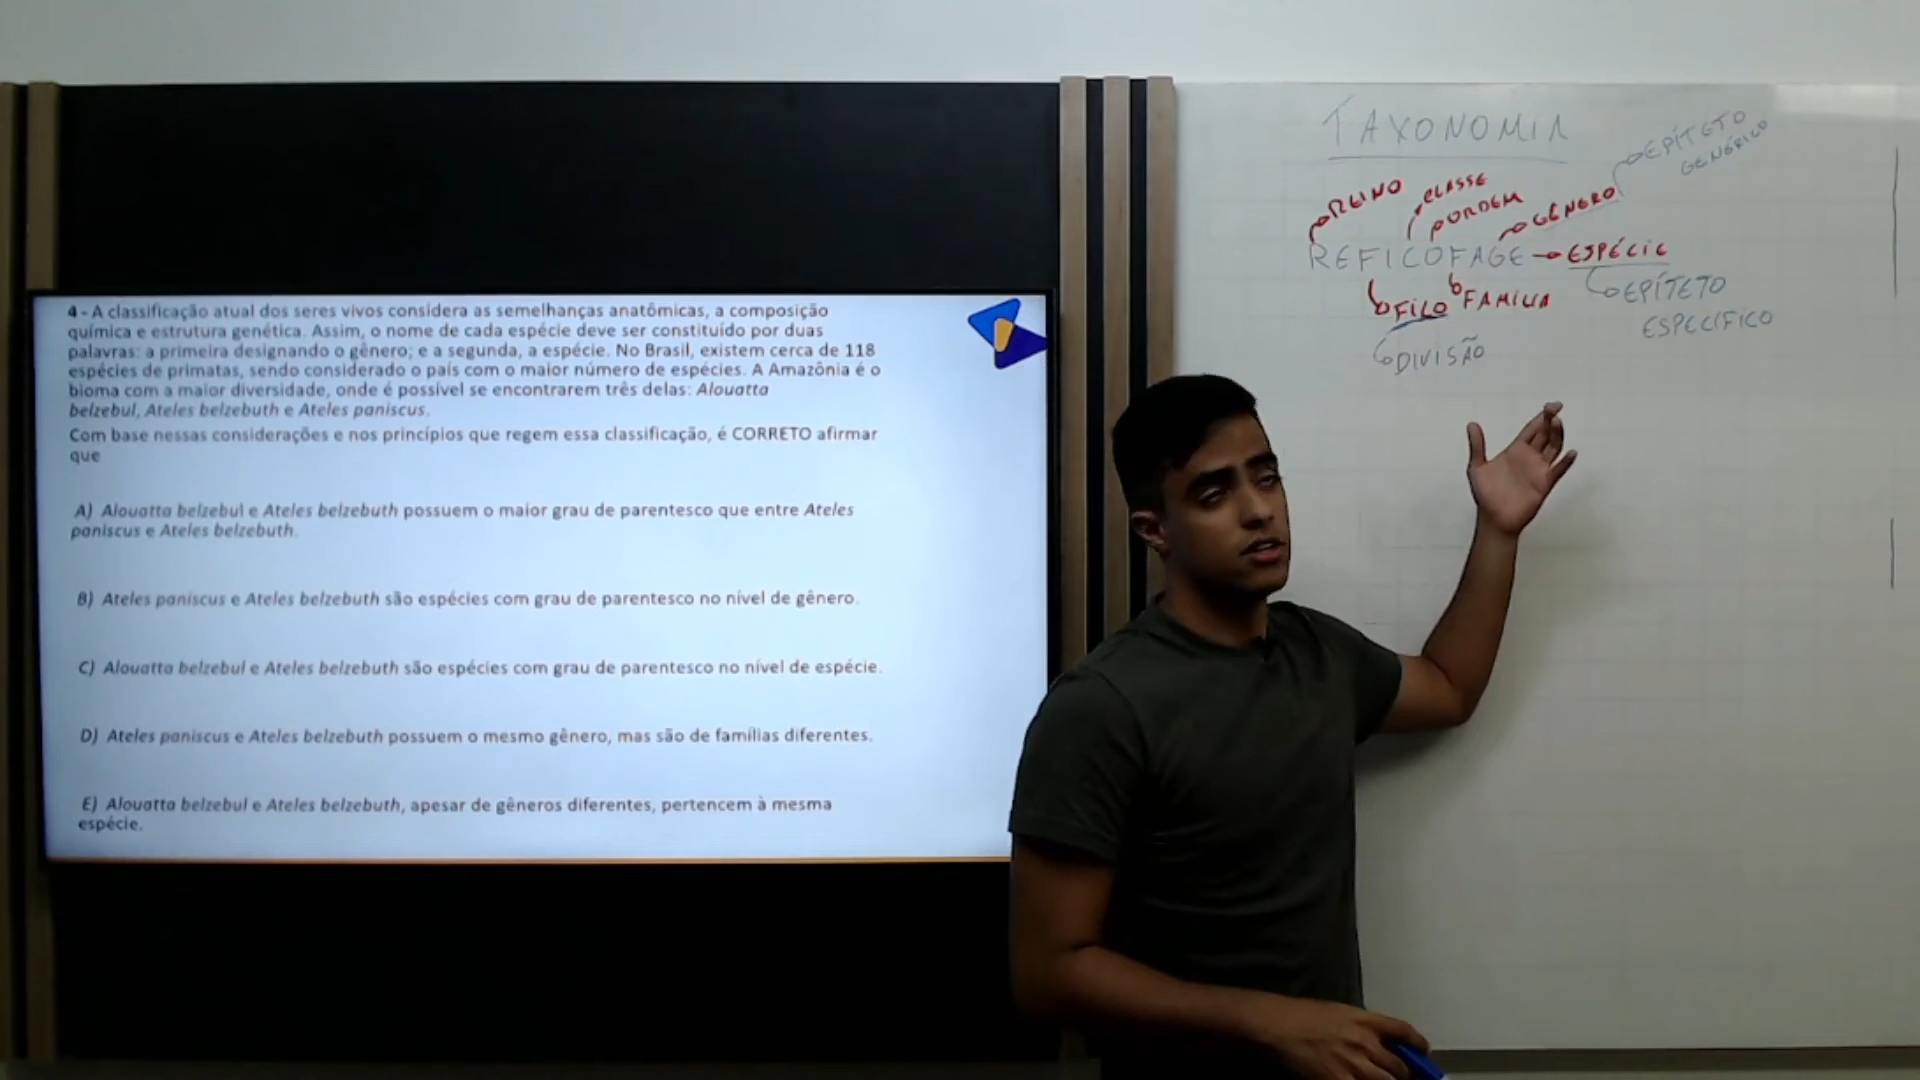 4 - A classificação atual dos seres vivos considera as semelhanças anatômicas, a composição
química e estrutura genética. Assim, o nome de cada espécie deve ser constituído por duas
palavras: a primeira designando o gênero; e a segunda, a espécie. No Brasil, existem cerca de 118
espécies de primatas, sendo considerado o país com o maior número de espécies. A Amazônia é o
bioma com a maior diversidade, onde é possível se encontrarem três delas: Alouatta
belzebul, Ateles belzebuth e Ateles paniscus.
Com base nessas considerações e nos princípios que regem essa classificação, é CORRETO afirmar
que
A) Alouatta belzebul e Ateles belzebuth possuem o maior grau de parentesco que entre Ateles
paniscus e Ateles belzebuth.
B) Ateles paniscus e Ateles belzebuth são espécies com grau de parentesco no nível de gênero.
C) Alouatta belzebul e Ateles belzebuth são espécies com grau de parentesco no nível de espécie.
D) Ateles paniscus e Ateles belzebuth possuem o mesmo gênero, mas são de famílias diferentes.
E) Alouatta belzebul e Ateles belzebuth, apesar de gêneros diferentes, pertencem à mesma
espécie.
TAXONOMIA
EPÍTETO
GENÉRICO
REINO
CLASSE
ORDEM
GÊNERO
REFICOFAGE → ESPÉCIE
FILO
FAMÍLIA
EPÍTETO
ESPECÍFICO
DIVISÃO